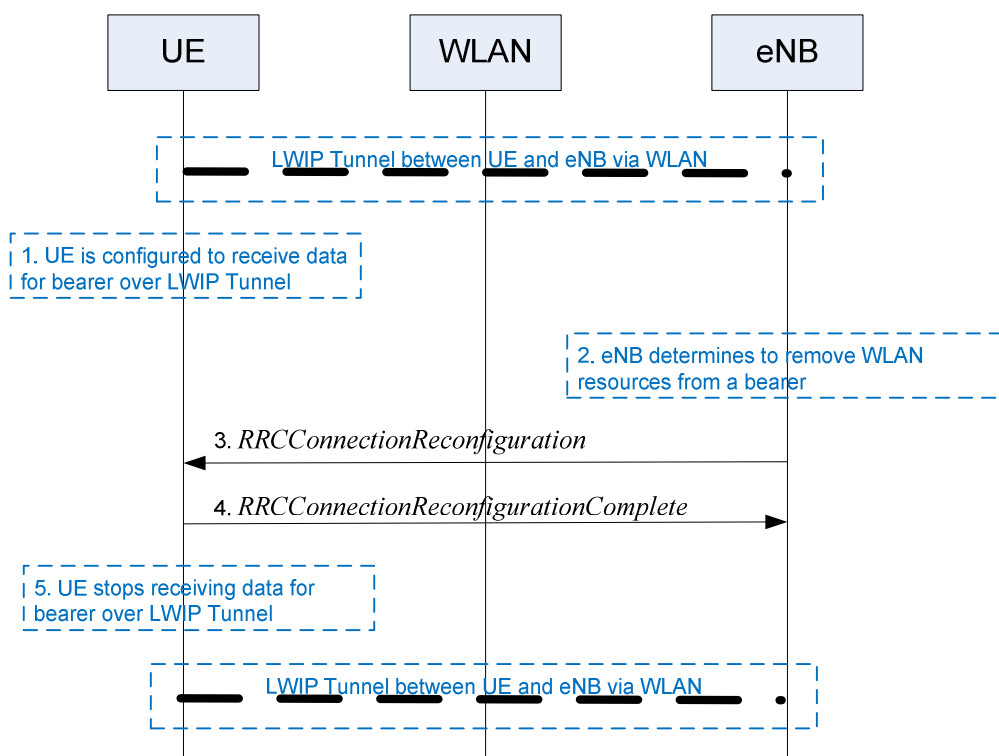 UE
WLAN
eNB
LWIP Tunnel between UE and eNB via WLAN
1. UE is configured to receive data
for bearer over LWIP Tunnel
2. eNB determines to remove WLAN
resources from a bearer
3. RRCConnectionReconfiguration
4. RRCConnectionReconfigurationComplete
5. UE stops receiving data for
bearer over LWIP Tunnel
LWIP Tunnel between UE and eNB via WLAN